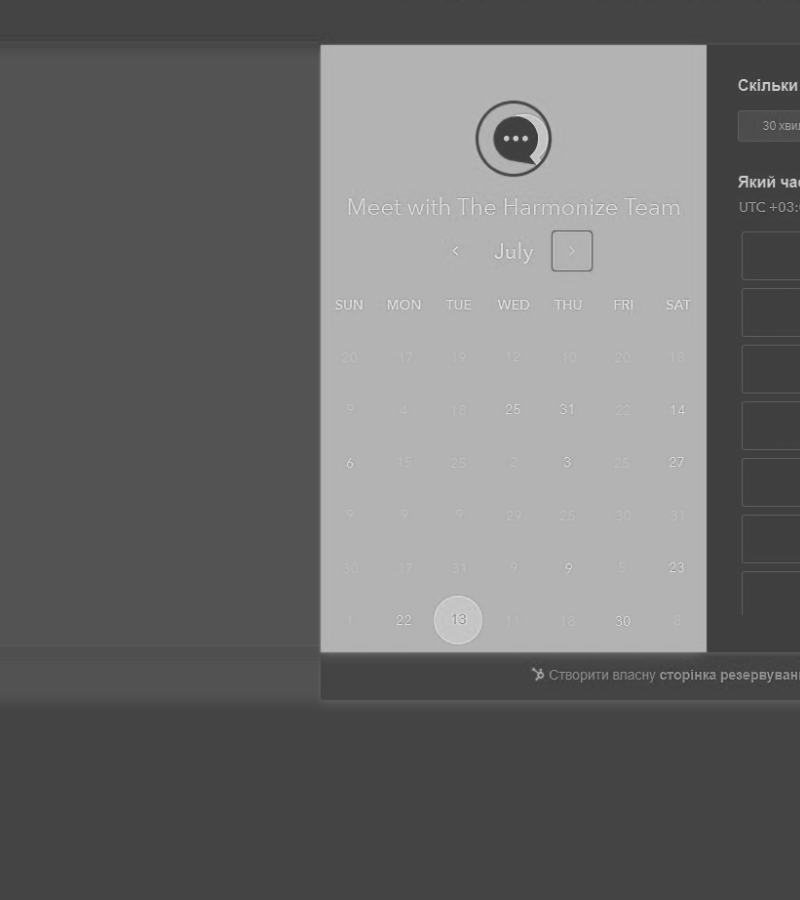 Meet with The Harmonize Team
July
SUN MON TUE WED THU FRI SAT
20 17 19 12 10 20 18
9 4 18 25 31 22 14
6 15 25 2 3 25 27
9 9 9 29 25 30 31
30 17 31 9 9 5 23
1 22 13 11 18 30 8
Скільки
30 хви
Який час
UTC +03:
Створити власну сторінка резервуван